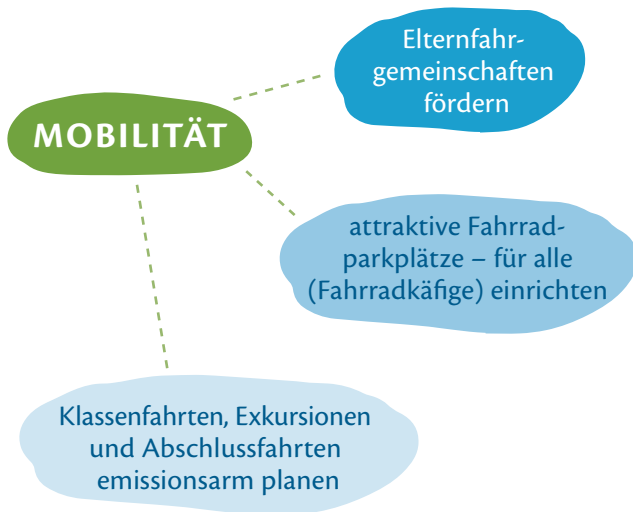 Elternfahr-
gemeinschaften
fördern
MOBILITÄT
attraktive Fahrrad-
parkplätze – für alle
(Fahrradkäfige) einrichten
Klassenfahrten, Exkursionen
und Abschlussfahrten
emissionsarm planen